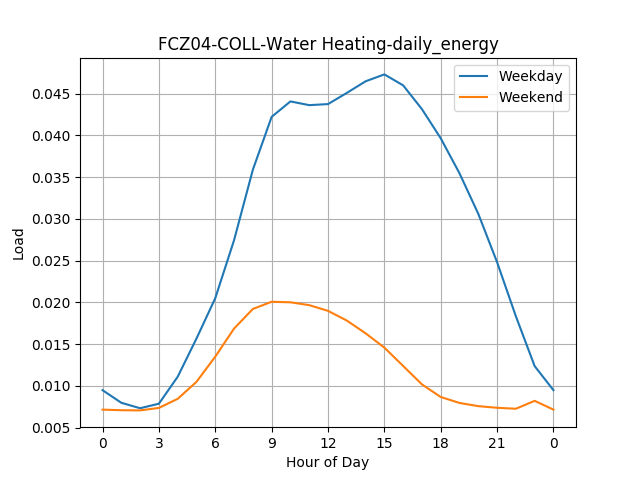 FCZ04-COLL-Water Heating-daily_energy
Weekday
Weekend
0.045
0.040
0.035
0.030
0.025
0.020
0.015
0.010
0.005
Load
0 3 6 9 12 15 18 21 0
Hour of Day